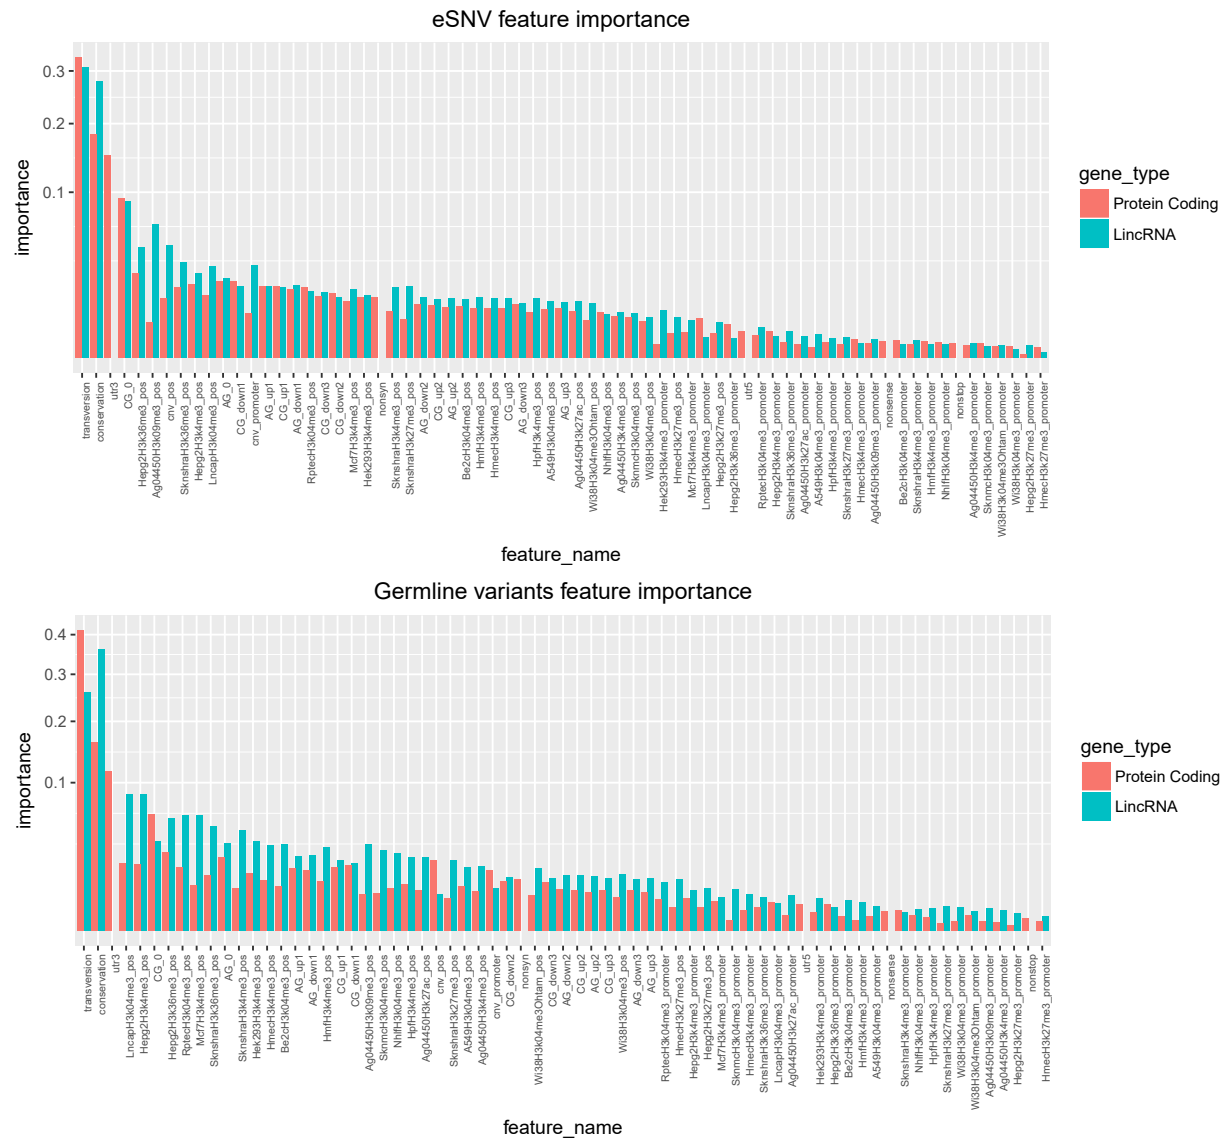 eSNV feature importance
importance
0.3
0.2
0.1
transversion
conservation
utr3
CG_0
Hepg2H3k36me3_pos
Ag04450H3k09me3_pos
cnv_pos
SknshraH3k36me3_pos
Hepg2H3k4me3_pos
LncapH3k04me3_pos
AG_0
CG_down1
cnv_promoter
AG_up1
CG_up1
AG_down1
RptecH3k04me3_pos
CG_down3
CG_down2
Mcf7H3k4me3_pos
Hek293H3k4me3_pos
nonsyn
SknshraH3k4me3_pos
SknshraH3k27me3_pos
AG_down2
CG_up2
AG_up2
Be2cH3k04me3_pos
HmfH3k4me3_pos
HmecH3k4me3_pos
CG_up3
AG_down3
HpfH3k4me3_pos
A549H3k04me3_pos
AG_up3
Ag04450H3k27ac_pos
Wi38H3k04me3Ohtam_pos
NhlfH3k04me3_pos
Ag04450H3k4me3_pos
SknmcH3k04me3_pos
Wi38H3k04me3_pos
Hek293H3k4me3_promoter
HmecH3k27me3_pos
Mcf7H3k4me3_promoter
LncapH3k04me3_promoter
Hepg2H3k27me3_pos
Hepg2H3k36me3_promoter
utr5
RptecH3k04me3_promoter
Hepg2H3k4me3_promoter
SknshraH3k36me3_promoter
Ag04450H3k27ac_promoter
A549H3k04me3_promoter
HpfH3k4me3_promoter
SknshraH3k27me3_promoter
HmecH3k4me3_promoter
Ag04450H3k09me3_promoter
nonsense
Be2cH3k04me3_promoter
SknshraH3k4me3_promoter
HmfH3k4me3_promoter
NhlfH3k04me3_promoter
nonstop
Ag04450H3k4me3_promoter
SknmcH3k04me3_promoter
Wi38H3k04me3Ohtam_promoter
Wi38H3k04me3_promoter
Hepg2H3k27me3_promoter
HmecH3k27me3_promoter
feature_name
gene_type
Protein Coding
LincRNA
Germline variants feature importance
importance
0.4
0.3
0.2
0.1
transversion
conservation
utr3
LncapH3k04me3_pos
Hepg2H3k4me3_pos
CG_0
Hepg2H3k36me3_pos
RptecH3k04me3_pos
Mcf7H3k4me3_pos
SknshraH3k36me3_pos
AG_0
SknshraH3k4me3_pos
Hek293H3k4me3_pos
HmecH3k4me3_pos
Be2cH3k04me3_pos
AG_up1
AG_down1
HmfH3k4me3_pos
CG_up1
CG_down1
Ag04450H3k09me3_pos
SknmcH3k04me3_pos
NhlfH3k04me3_pos
HpfH3k4me3_pos
Ag04450H3k27ac_pos
cnv_pos
SknshraH3k27me3_pos
A549H3k04me3_pos
Ag04450H3k4me3_pos
cnv_promoter
CG_down2
nonsyn
Wi38H3k04me3Ohtam_pos
CG_down3
AG_down2
CG_up2
AG_up2
CG_up3
Wi38H3k04me3_pos
AG_down3
AG_up3
RptecH3k04me3_promoter
HmecH3k27me3_pos
Hepg2H3k4me3_promoter
Hepg2H3k27me3_pos
Mcf7H3k4me3_promoter
SknmcH3k04me3_promoter
HmecH3k4me3_promoter
SknshraH3k36me3_promoter
LncapH3k04me3_promoter
Ag04450H3k27ac_promoter
utr5
Hek293H3k4me3_promoter
Hepg2H3k36me3_promoter
Be2cH3k04me3_promoter
HmfH3k4me3_promoter
A549H3k04me3_promoter
nonsense
SknshraH3k4me3_promoter
NhlfH3k04me3_promoter
HpfH3k4me3_promoter
SknshraH3k27me3_promoter
Wi38H3k04me3_promoter
Wi38H3k04me3Ohtam_promoter
Ag04450H3k09me3_promoter
Ag04450H3k4me3_promoter
Hepg2H3k27me3_promoter
nonstop
HmecH3k27me3_promoter
feature_name
gene_type
Protein Coding
LincRNA